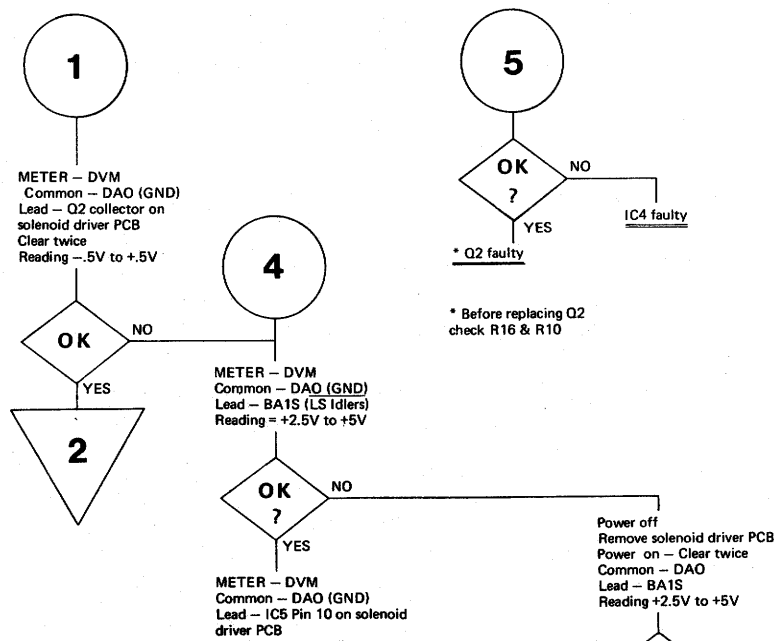 1
METER – DVM
Common – DAO (GND)
Lead – Q2 collector on
solenoid driver PCB
Clear twice
Reading –.5V to +.5V
OK
NO
YES
2
4
METER – DVM
Common – DAO (GND)
Lead – BA1S (LS Idlers)
Reading = +2.5V to +5V
OK
?
NO
YES
METER – DVM
Common – DAO (GND)
Lead – IC5 Pin 10 on solenoid
driver PCB
5
OK
?
NO
YES
IC4 faulty
* Q2 faulty
* Before replacing Q2
check R16 & R10
Power off
Remove solenoid driver PCB
Power on – Clear twice
Common – DAO
Lead – BA1S
Reading +2.5V to +5V